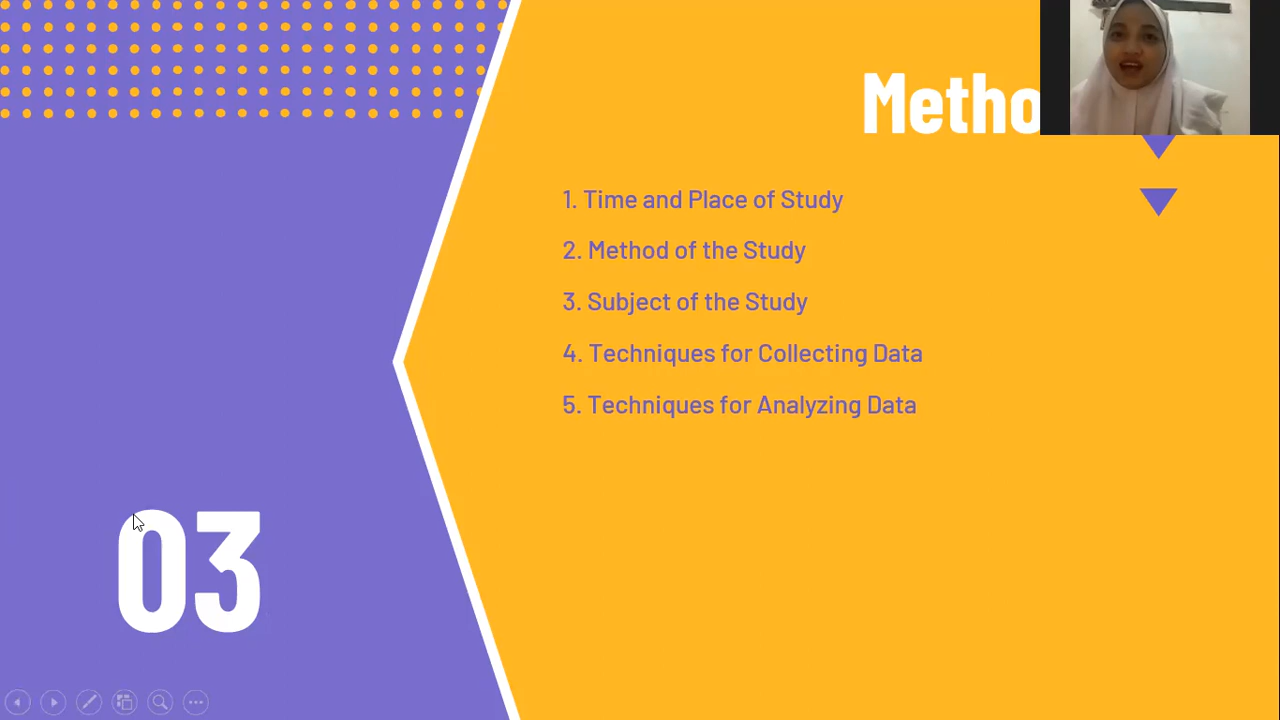 Metho
1. Time and Place of Study
2. Method of the Study
3. Subject of the Study
4. Techniques for Collecting Data
5. Techniques for Analyzing Data
03